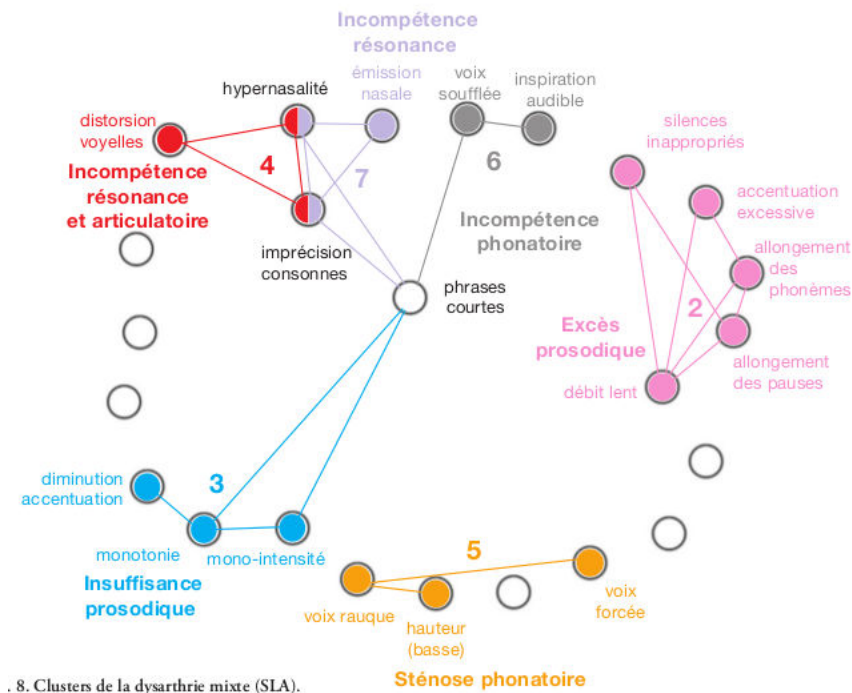 Incompétence
résonance
hypernasalité
émission
nasale
voix
soufflée
inspiration
audible
distorsion
voyelles
silences
inappropriés
4
7
6
Incompétence
résonance
et articulatoire
accentuation
excessive
Incompétence
phonatoire
imprécision
consonnes
allongement
des
phonèmes
phrases
courtes
2
Excès
prosodique
allongement
des pauses
débit lent
diminution
accentuation
3
monotonie
mono-intensité
Insuffisance
prosodique
5
voix rauque
hauteur
(basse)
voix
forcée
Sténose phonatoire
. 8. Clusters de la dysarthrie mixte (SLA).